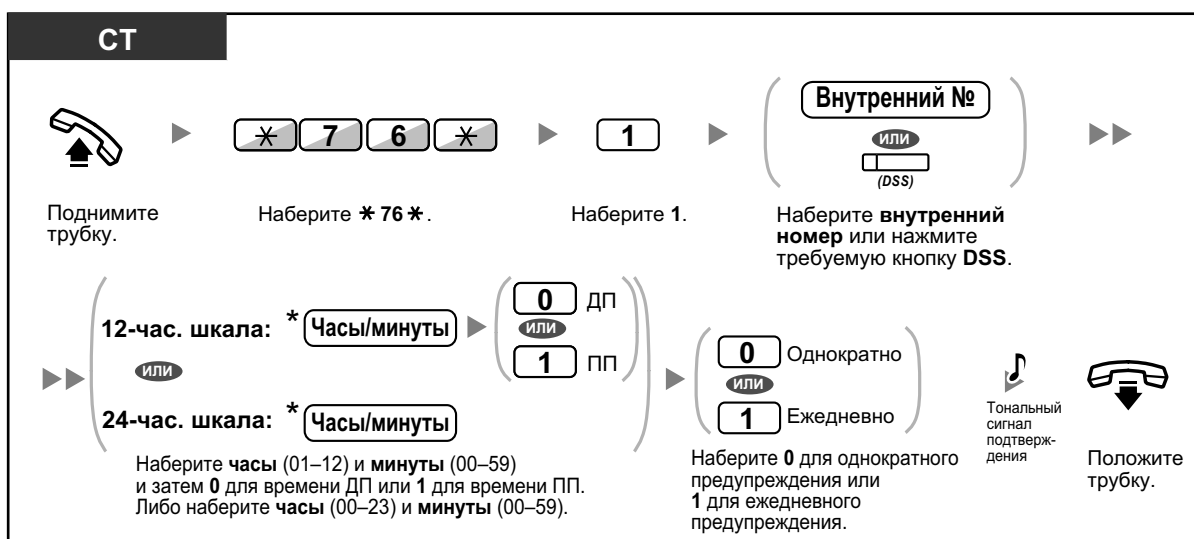 СТ
Внутренний №
ИЛИ
(DSS)
* 7 6 *
1
Поднимите
трубку.
Наберите * 76 *.
Наберите 1.
Наберите внутренний
номер или нажмите
требуемую кнопку DSS.
12-час. шкала: * Часы/минуты
0 ДП
ИЛИ
1 ПП
ИЛИ
24-час. шкала: * Часы/минуты
Наберите часы (01–12) и минуты (00–59)
и затем 0 для времени ДП или 1 для времени ПП.
Либо наберите часы (00–23) и минуты (00–59).
0 Однократно
ИЛИ
1 Ежедневно
Наберите 0 для однократного
предупреждения или
1 для ежедневного
предупреждения.
Тональный
сигнал
подтверж-
дения
Положите
трубку.